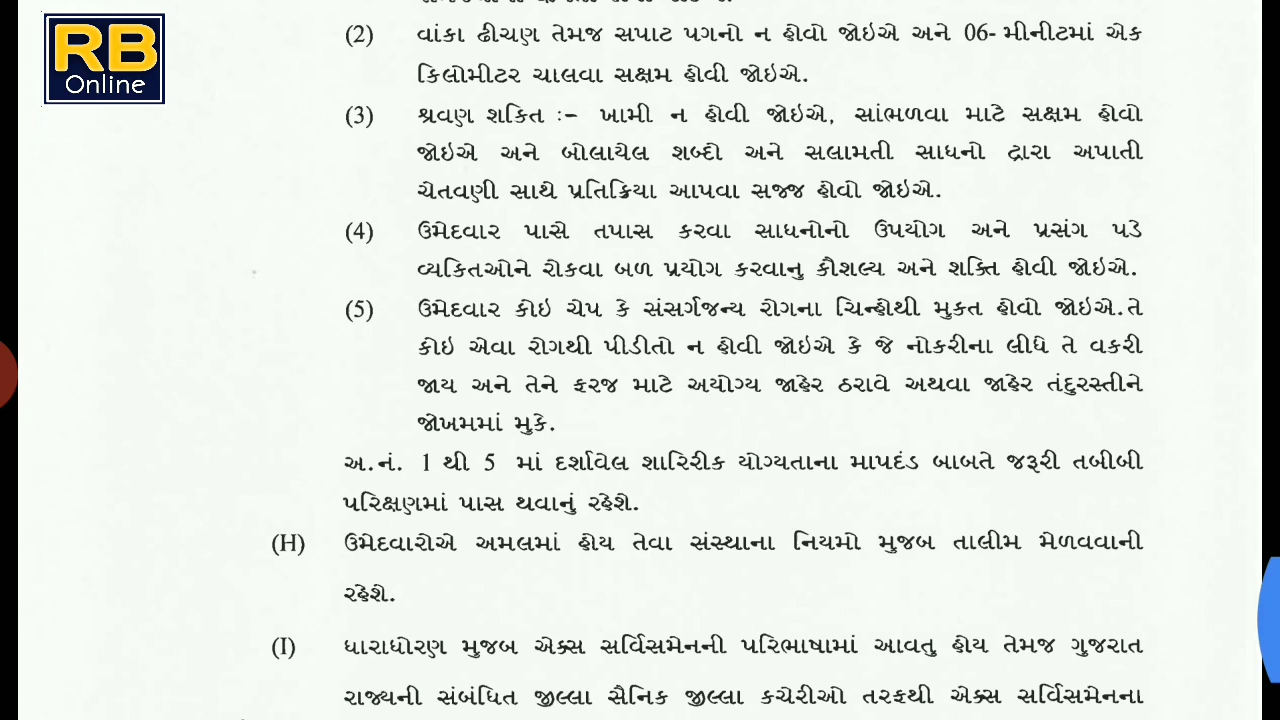 RB
Online
(2) વાંકા ઢીચણ તેમજ સપાટ પગનો ન હોવો જોઇએ અને 06- મીનીટમાં એક
કિલોમીટર ચાલવા સક્ષમ હોવી જોઇએ.
(3) શ્રવણ શકિત :– ખામી ન હોવી જોઇએ, સાંભળવા માટે સક્ષમ હોવો
જોઇએ અને બોલાયેલ શબ્દો અને સલામતી સાધનો દ્વારા અપાતી
ચેતવણી સાથે પ્રતિક્રિયા આપવા સજ્જ હોવો જોઇએ.
(4) ઉમેદવાર પાસે તપાસ કરવા સાધનોનો ઉપયોગ અને પ્રસંગ પડે
વ્યકિતઓને રોકવા બળ પ્રયોગ કરવાનુ કૌશલ્ય અને શક્તિ હોવી જોઇએ.
(5) ઉમેદવાર કોઇ ચેપ કે સંસર્ગજન્ય રોગના ચિન્હોથી મુકત હોવો જોઇએ.તે
કોઇ એવા રોગથી પીડીતો ન હોવી જોઇએ કે જે નોકરીના લીધે તે વકરી
જાય અને તેને ફરજ માટે અયોગ્ય જાહેર ઠરાવે અથવા જાહેર તંદુરસ્તીને
જોખમમાં મુકે.
અ.નં. 1 થી 5 માં દર્શાવેલ શારિરીક યોગ્યતાના માપદંડ બાબતે જરૂરી તબીબી
પરિક્ષણમાં પાસ થવાનું રહેશે.
(H) ઉમેદવારોએ અમલમાં હોય તેવા સંસ્થાના નિયમો મુજબ તાલીમ મેળવવાની
રહેશે.
(I) ધારાધોરણ મુજબ એક્સ સર્વિસમેનની પરિભાષામાં આવતુ હોય તેમજ ગુજરાત
રાજ્યની સંબંધિત જીલ્લા સૈનિક જીલ્લા કચેરીઓ તરફથી એક્સ સર્વિસમેનના